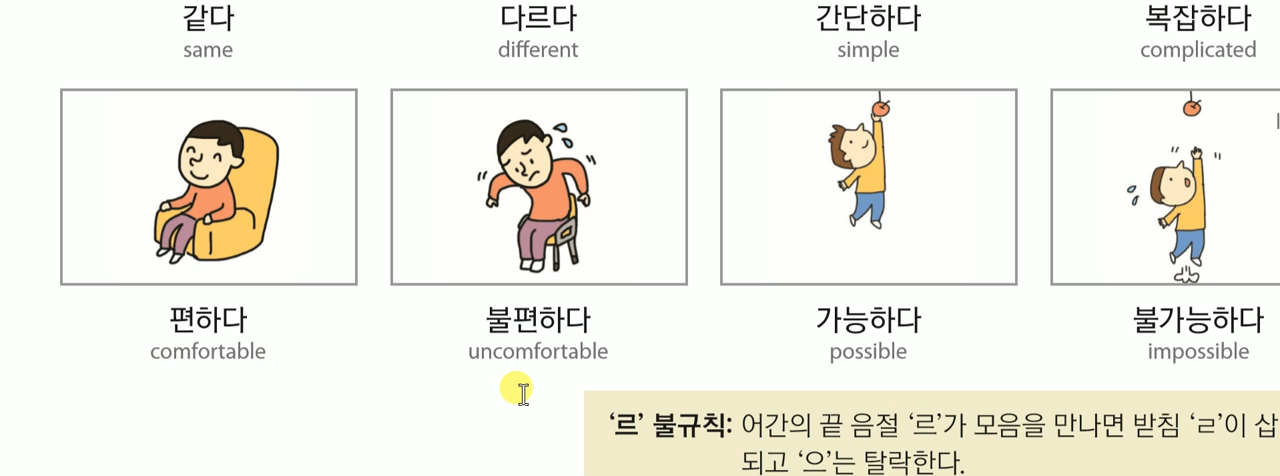 같다 다르다 간단하다 복잡하다
same different simple complicated
편하다 불편하다 가능하다 불가능하다
comfortable uncomfortable possible impossible
‘르’ 불규칙: 어간의 끝 음절 ‘르’가 모음을 만나면 받침 ‘ㄹ’이 삽
되고 ‘으’는 탈락한다.